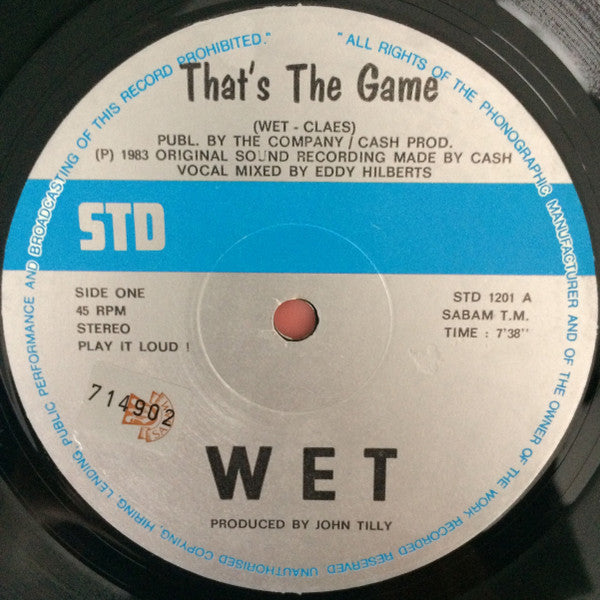 "ALL RIGHTS OF THE PHONOGRAPHIC MANUFACTURER AND OF THE OWNER OF THE WORK RECORDED RESERVED. UNAUTHORISED COPYING, HIRING, LENDING PUBLIC PERFORMANCE AND BROADCASTING OF THIS RECORD PROHIBITED."
That's The Game
(WET - CLAES)
PUBL. BY THE COMPANY / CASH PROD.
(P) 1983 ORIGINAL SOUND RECORDING MADE BY CASH
VOCAL MIXED BY EDDY HILBERTS
STD
SIDE ONE
45 RPM
STEREO
PLAY IT LOUD !
STD 1201 A
SABAM T.M.
TIME : 7'38"
714902
WET
PRODUCED BY JOHN TILLY